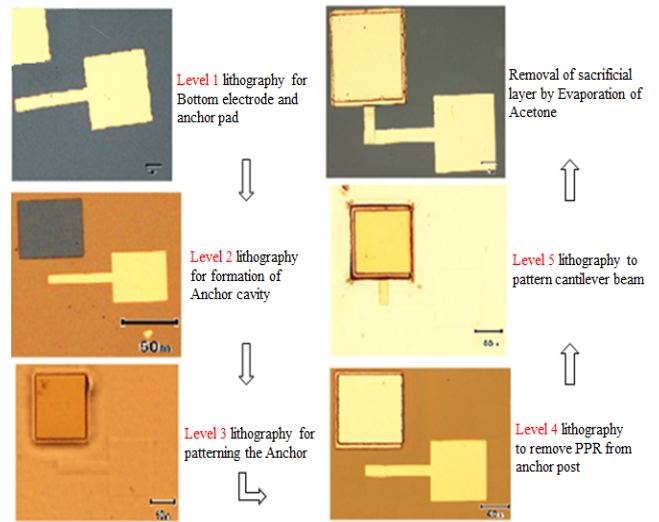 Level 1 lithography for
Bottom electrode and
anchor pad
Level 2 lithography
for formation of
Anchor cavity
50m
Level 3 lithography for
patterning the Anchor
Level 4 lithography
to remove PPR from
anchor post
Level 5 lithography to
pattern cantilever beam
Removal of sacrificial
layer by Evaporation of
Acetone